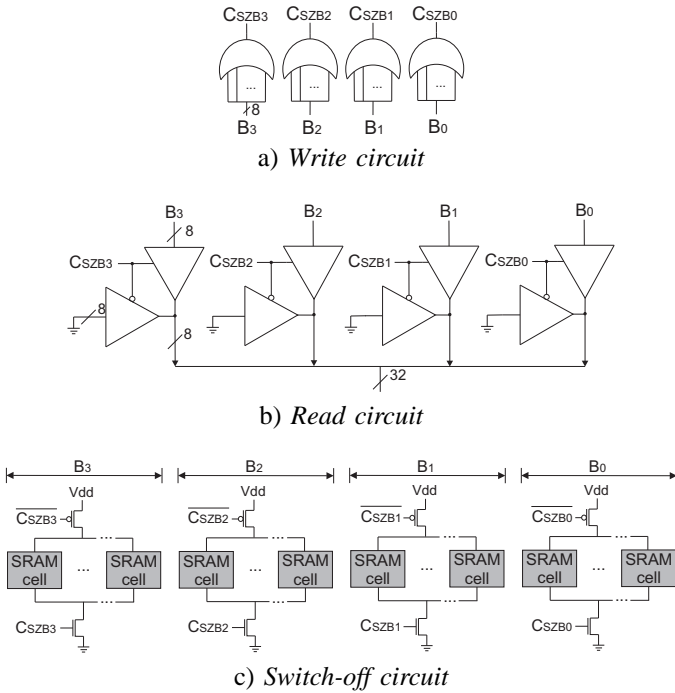 CSZB3 CSZB2 CSZB1 CSZB0
... ... ... ...
8
B3 B2 B1 B0
a) Write circuit
B3 B2 B1 B0
8
CSZB3 CSZB2 CSZB1 CSZB0
8
8
32
b) Read circuit
B3 B2 B1 B0
Vdd Vdd Vdd Vdd
CSZB3 CSZB2 CSZB1 CSZB0
... ... ... ...
SRAM cell ... SRAM cell SRAM cell ... SRAM cell SRAM cell ... SRAM cell SRAM cell ... SRAM cell
... ... ... ...
CSZB3 CSZB2 CSZB1 CSZB0
c) Switch-off circuit